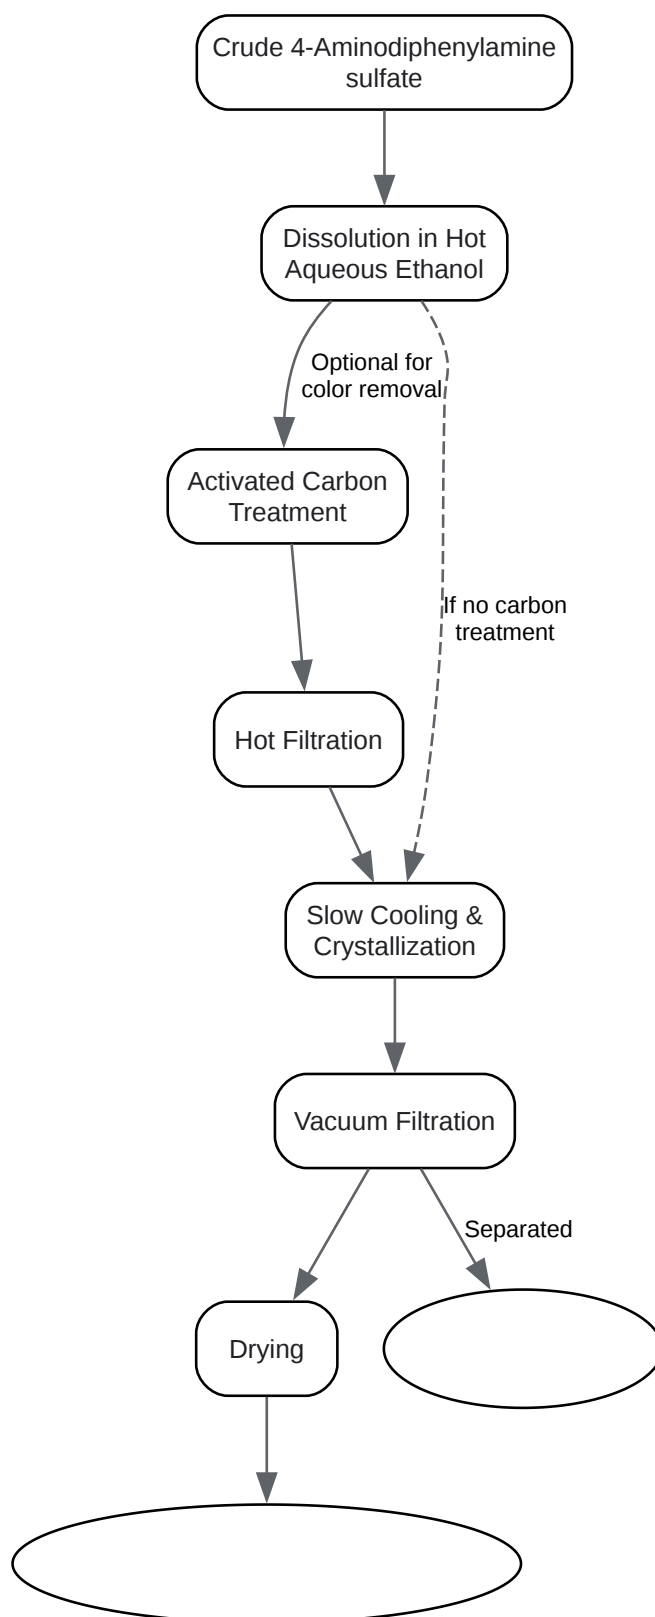 Crude 4-Aminodiphenylamine
sulfate
Dissolution in Hot
Aqueous Ethanol
Optional for
color removal
Activated Carbon
Treatment
If no carbon
treatment
Hot Filtration
Slow Cooling &
Crystallization
Vacuum Filtration
Separated
Drying